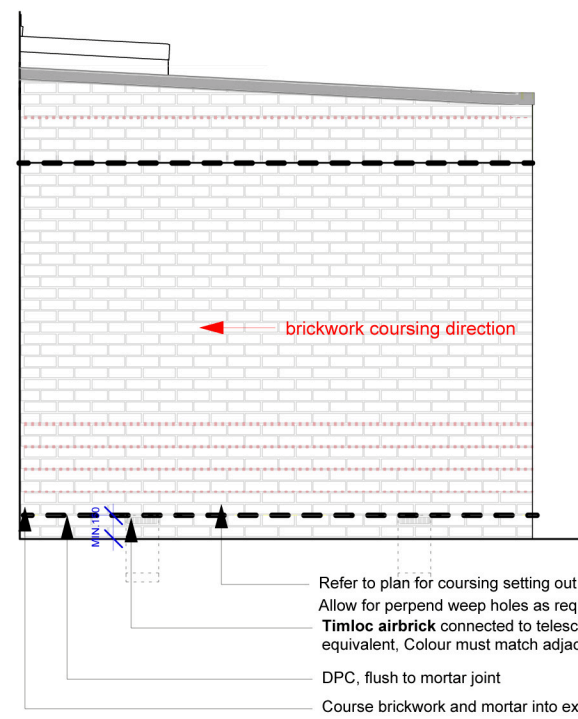 brickwork coursing direction
MIN.150
Refer to plan for coursing setting out
Allow for perpend weep holes as req
Timloc airbrick connected to telesc
equivalent, Colour must match adjac
DPC, flush to mortar joint
Course brickwork and mortar into ex